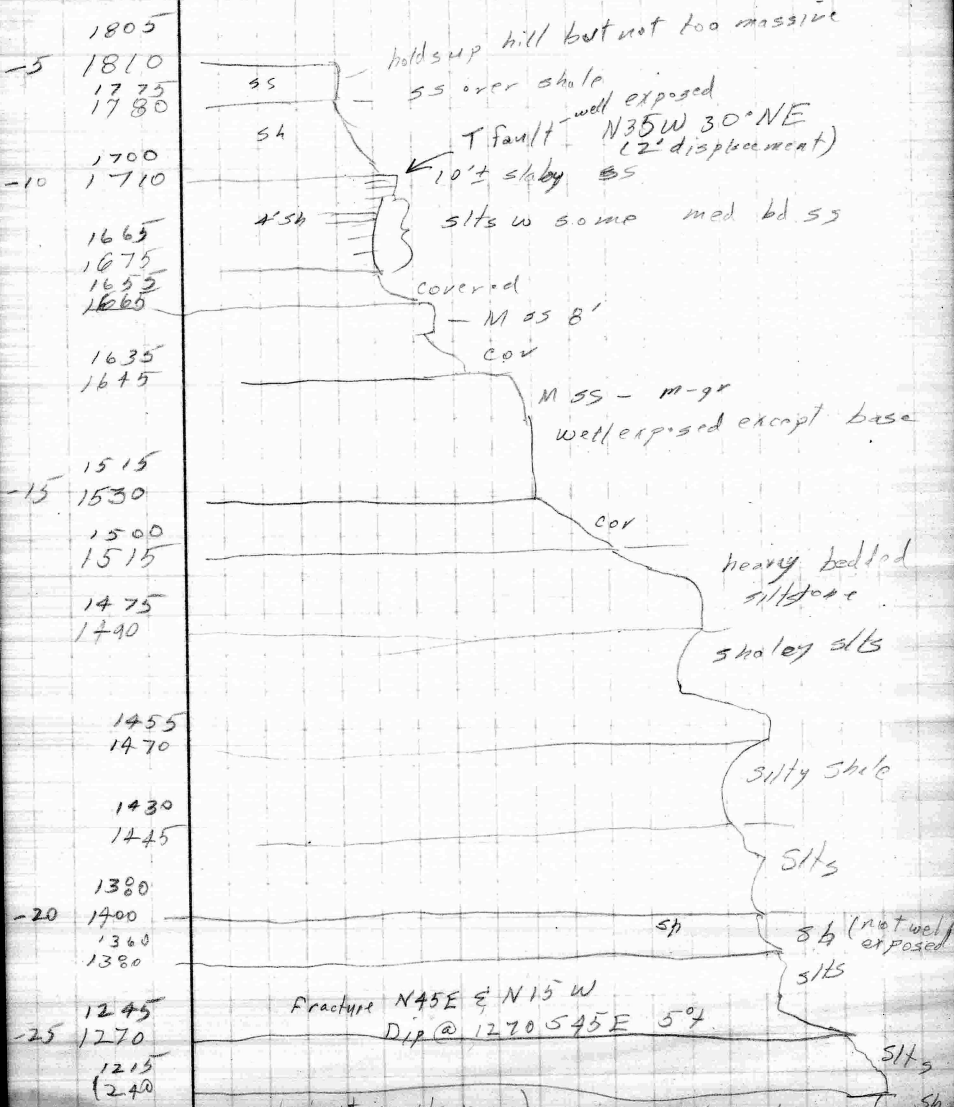 1805
holdsup hill but not too massive
-5 1810
ss
ss over shale
1775
1780
well exposed
sh
T fault N35W 30°NE
(2' displacement)
1700
-10 1710
10'± slaby ss
4' sh
slts w some med bd ss
1665
1675
1655
1665
covered
M ss 8'
cov
1635
1645
M ss - m-gr
well exposed except base
1515
-15 1530
cov
1500
1515
heavy bedded
siltstone
1475
1490
shaley slts
1455
1470
silty shale
1430
1445
Slts
1380
-20 1400
sh
sh (not well
exposed
1360
1380
slts
Fracture N45E & N15W
1245
Dip @ 1270 S45E 5°±
-25 1270
Slts
1215
1240
sh